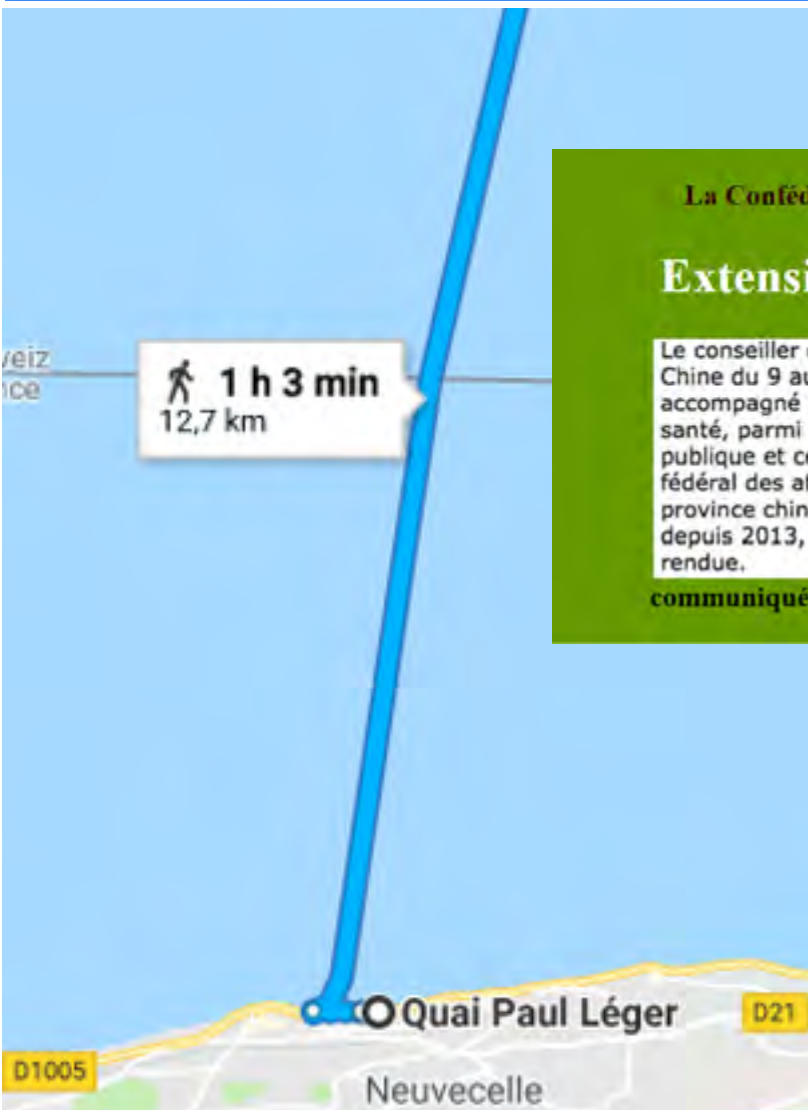 La Conféd
Extensi
Le conseiller
Chine du 9 au
accompagné
santé, parmi
publique et ce
fédéral des af
province chin
depuis 2013,
rendue.
communiqué
veiz
nce
1 h 3 min
12,7 km
Quai Paul Léger
D21
D1005
Neuvecelle